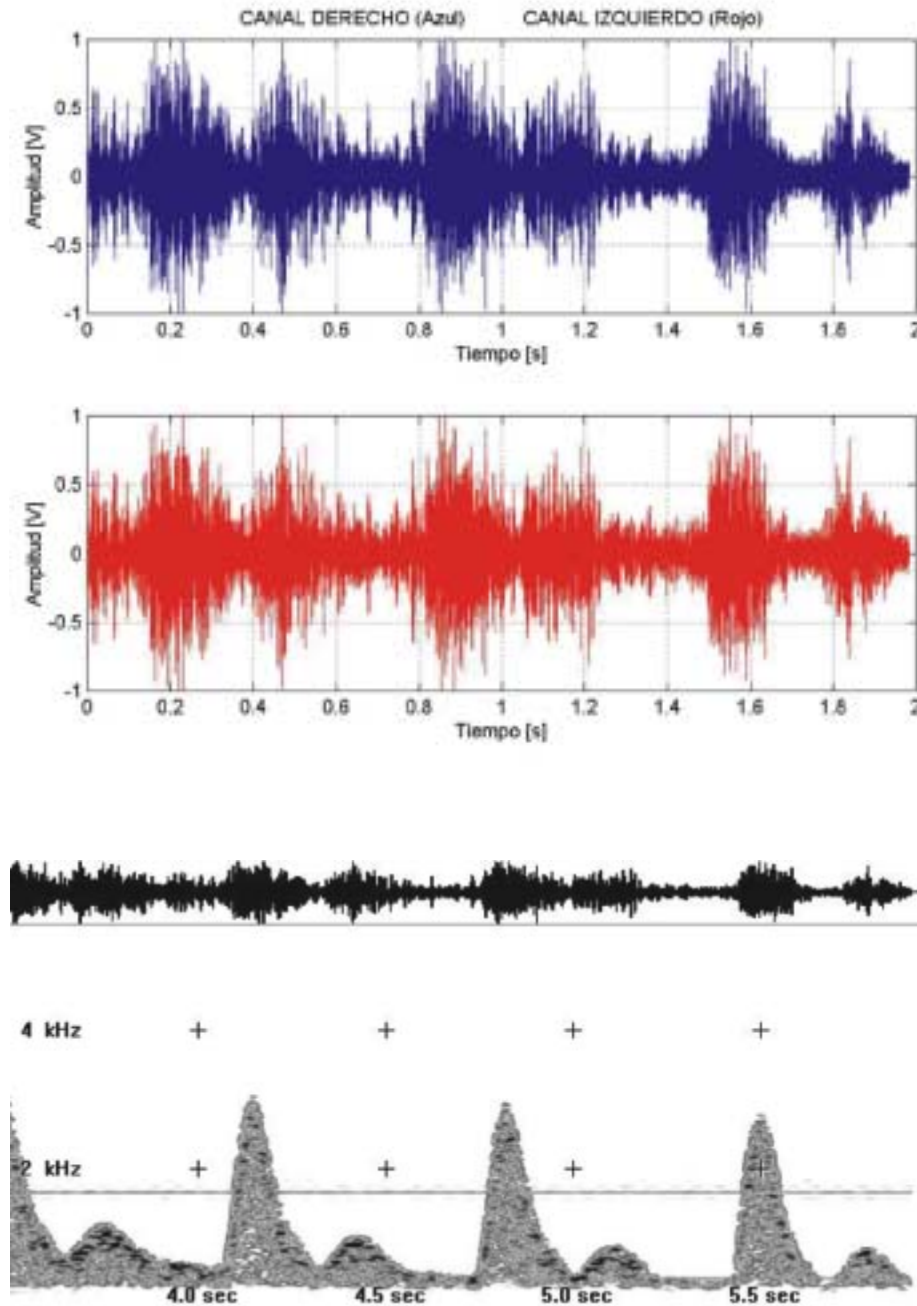 CANAL DERECHO (Azul) CANAL IZQUIERDO (Rojo)
1
0.5
0
-0.5
-1
Amplitud [V]
0 0.2 0.4 0.6 0.8 1 1.2 1.4 1.6 1.8 2
Tiempo [s]
1
0.5
0
-0.5
-1
Amplitud [V]
0 0.2 0.4 0.6 0.8 1 1.2 1.4 1.6 1.8 2
Tiempo [s]
4 kHz
2 kHz
4.0 sec 4.5 sec 5.0 sec 5.5 sec